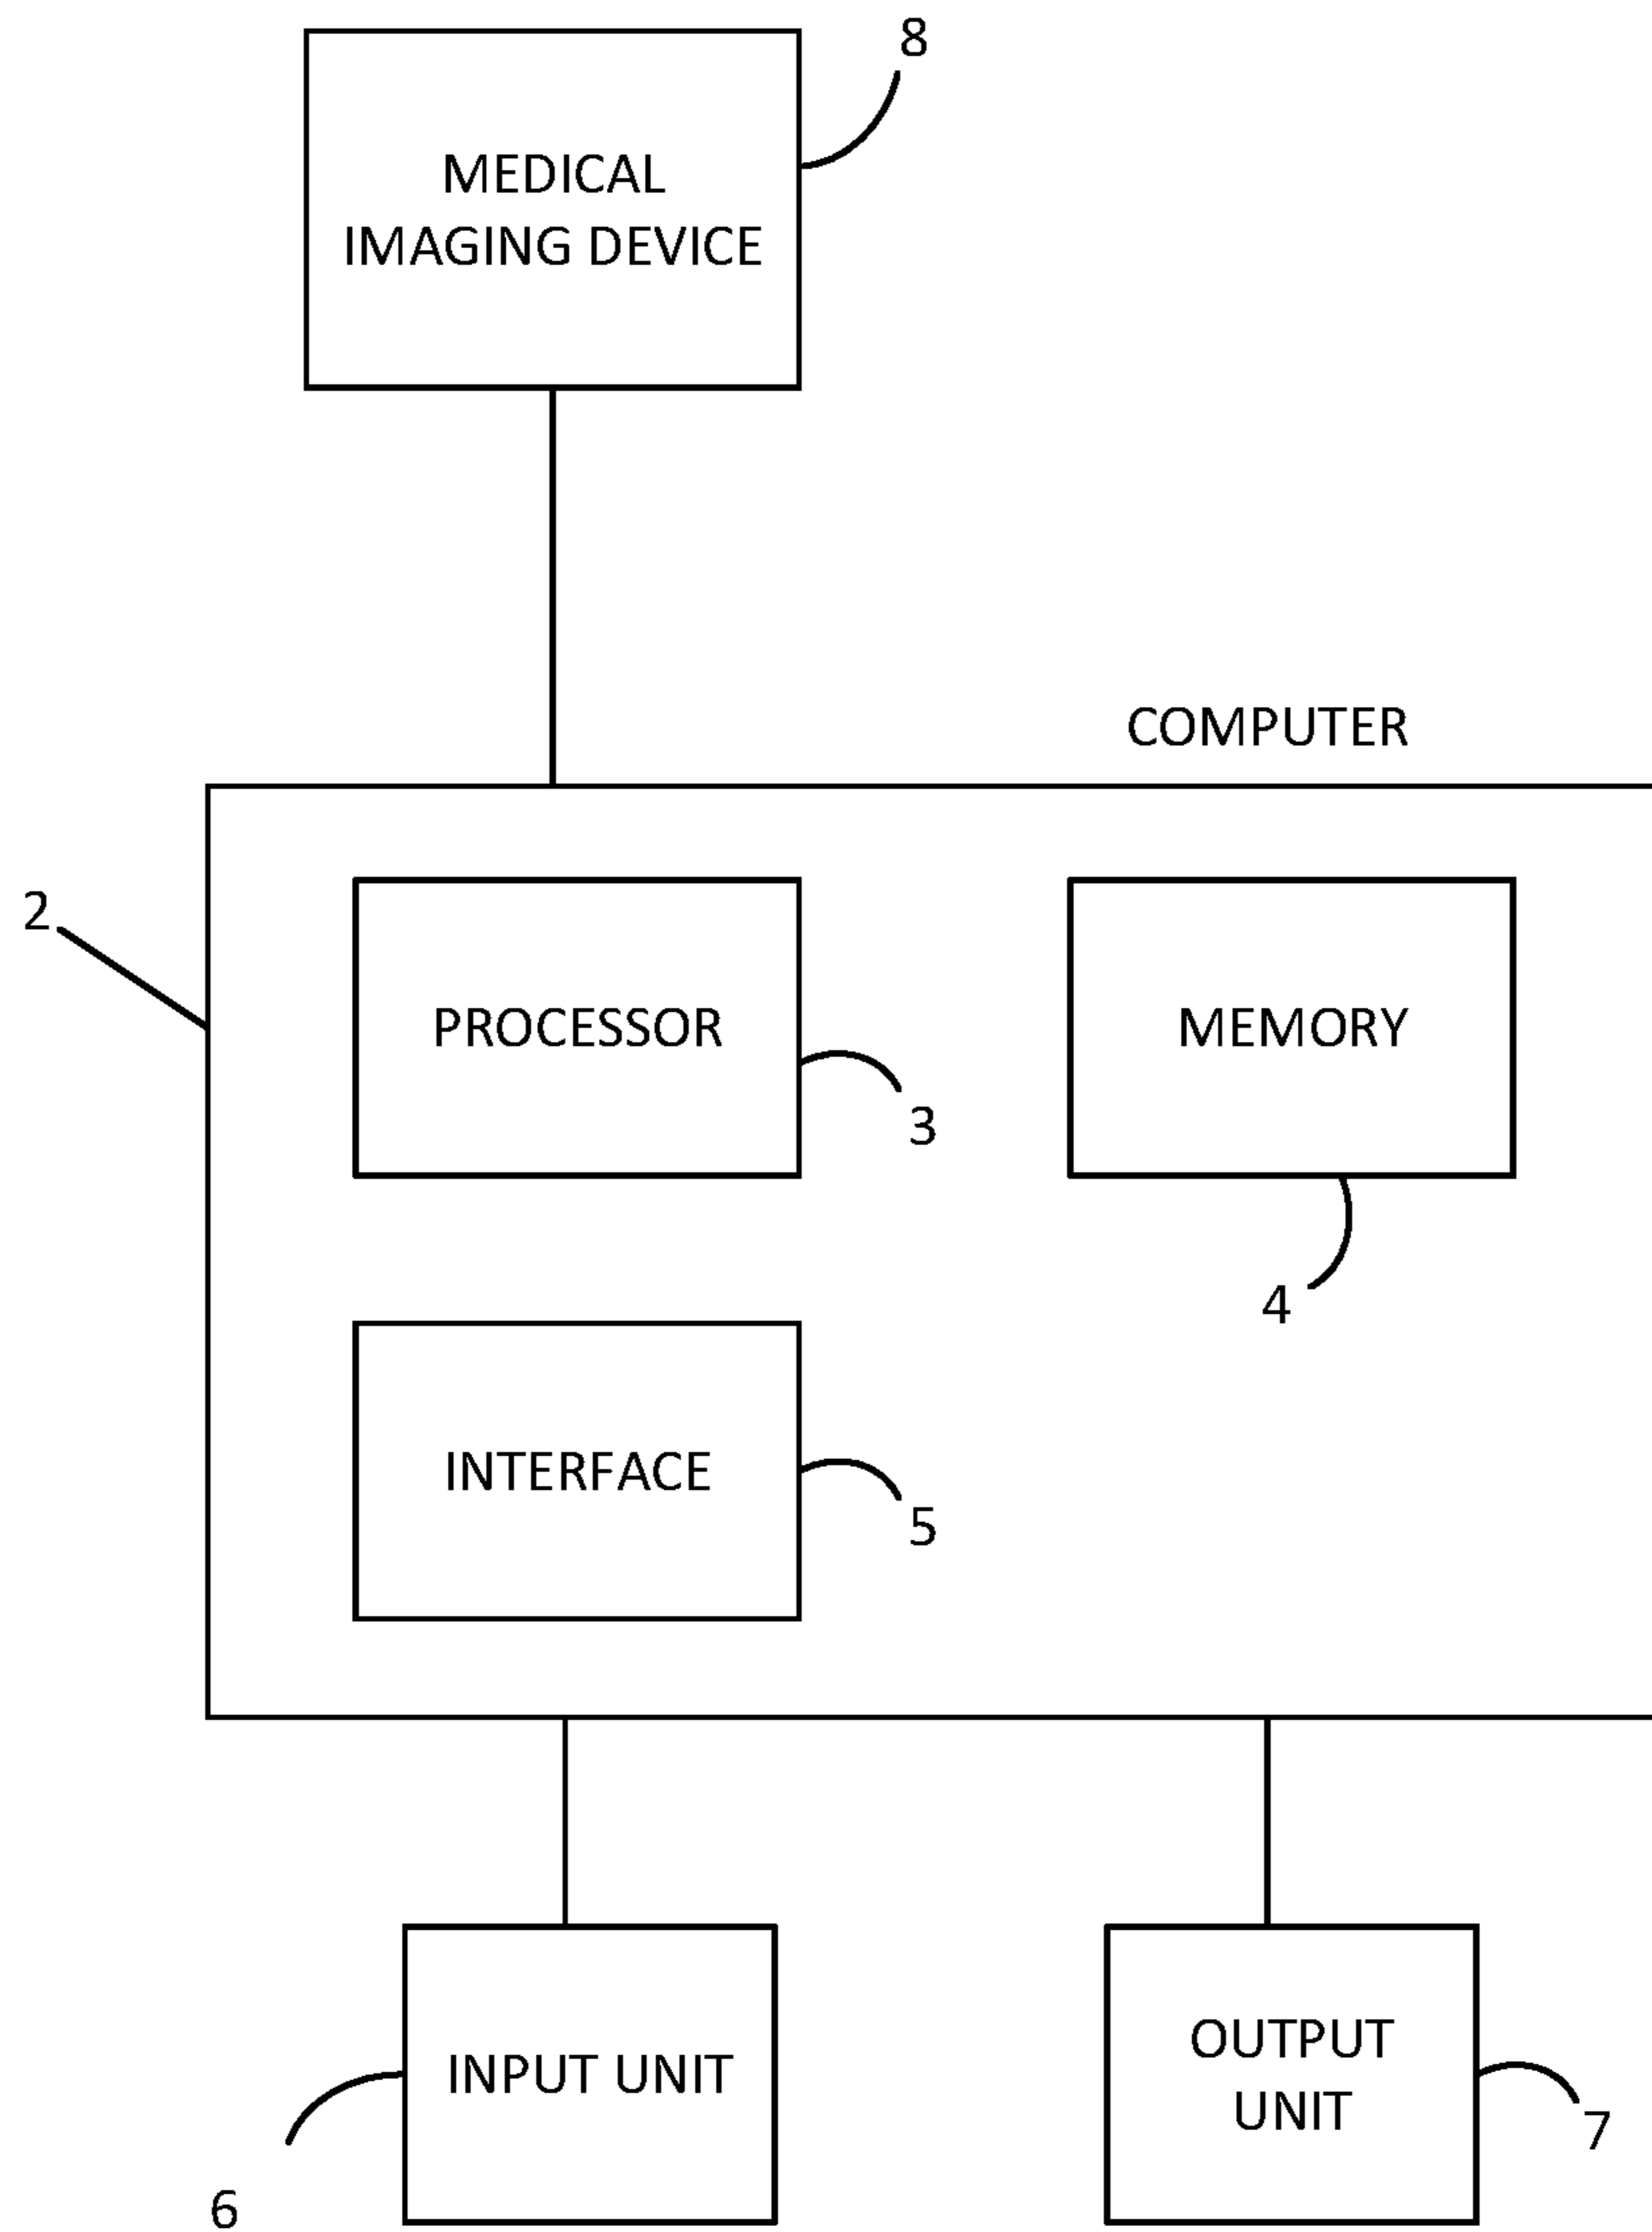 8
MEDICAL
IMAGING DEVICE
COMPUTER
2
PROCESSOR
MEMORY
3
4
INTERFACE
5
INPUT UNIT
OUTPUT
UNIT
7
6